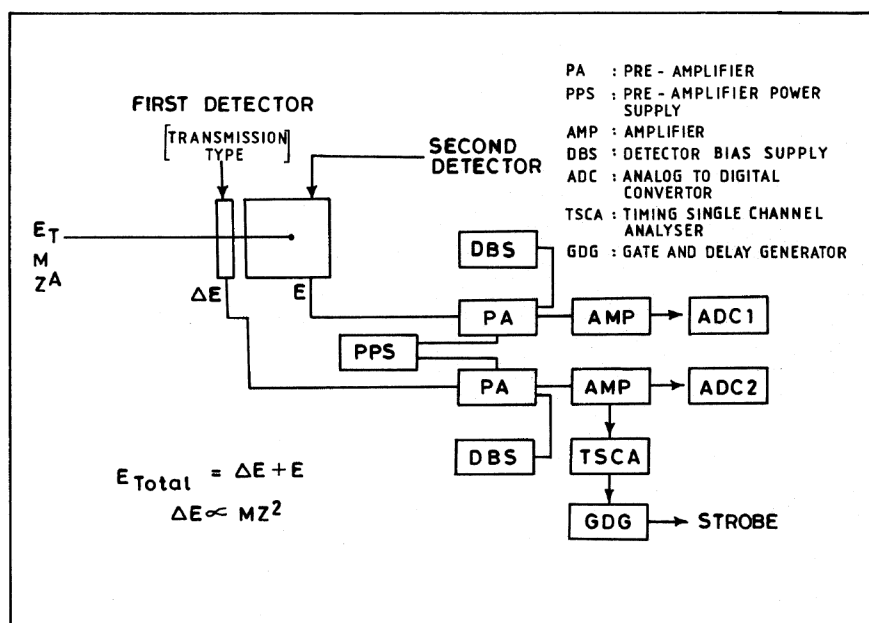 FIRST DETECTOR
[TRANSMISSION
TYPE]
SECOND
DETECTOR
PA : PRE - AMPLIFIER
PPS : PRE - AMPLIFIER POWER
SUPPLY
AMP : AMPLIFIER
DBS : DETECTOR BIAS SUPPLY
ADC : ANALOG TO DIGITAL
CONVERTOR
TSCA : TIMING SINGLE CHANNEL
ANALYSER
GDG : GATE AND DELAY GENERATOR
E_T
M
Z^A
ΔE
E
DBS
PA
AMP
ADC1
PPS
PA
AMP
ADC2
DBS
TSCA
GDG
STROBE
E_Total = ΔE + E
ΔE ∝ MZ²